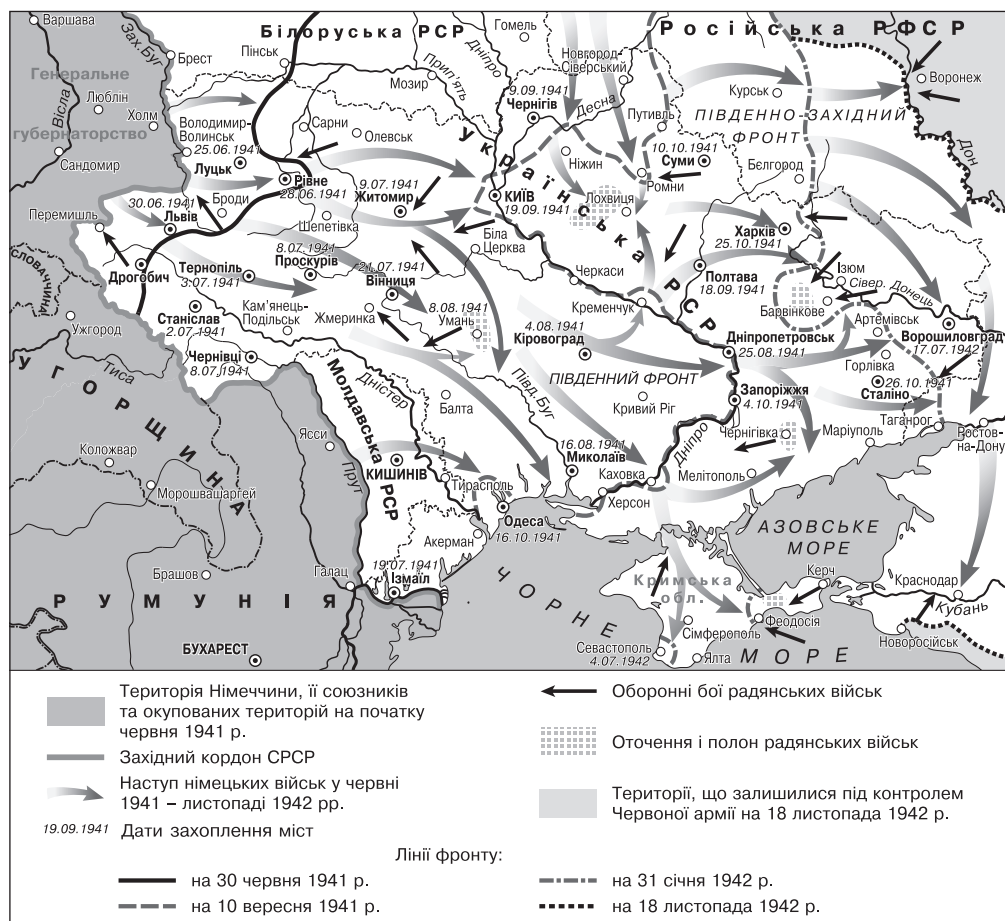 Варшава
Зах. Буг
Брест
Білоруська РСР
Пінськ
Дніпро
Гомель
Російська РФСР
Новгород-
Сіверський
Мозир
Прип'ять
Воронеж
Генеральне
губернаторство
Люблін
Вісла
Холм
Сандомир
Курськ
ПІВДЕННО-ЗАХІДНИЙ
ФРОНТ
Дон
9.09.1941
Чернігів
Десна
Путивль
Володимир-
Волинськ
25.06.1941
Сарни
Олевськ
Українська РСР
10.10.1941
Суми
Бєлгород
Ніжин
Луцьк
Рівне
28.06.1941
9.07.1941
Житомир
КИЇВ
19.09.1941
Ромни
Лохвиця
30.06.1941
Львів
Броди
Шепетівка
Перемишль
Біла
Церква
Харків
25.10.1941
Дрогобич
Тернопіль
3.07.1941
8.07.1941
Проскурів
21.07.1941
Вінниця
Черкаси
Полтава
18.09.1941
Ізюм
Сівер. Донець
Барвінкове
СЛОВАЧЧИНА
Ужгород
Станіслав
2.07.1941
Кам'янець-
Подільськ
Жмеринка
8.08.1941
Умань
Кременчук
4.08.1941
Кіровоград
Дніпропетровськ
25.08.1941
Артемівськ
Ворошиловград
17.07.1942
Горлівка
Чернівці
8.07.1941
Тиса
УГОРЩИНА
Молдавська РСР
Дністер
Балта
Півд.Буг
ПІВДЕННИЙ ФРОНТ
Кривий Ріг
Запоріжжя
4.10.1941
26.10.1941
Сталіно
Таганрог
Ростов-
на-Дону
Маріуполь
Чернігівка
Дніпро
Мелітополь
Коложвар
Морошвашаргей
Ясси
Прут
КИШИНІВ
Тирасполь
16.08.1941
Миколаїв
Каховка
Херсон
Одеса
16.10.1941
Акерман
АЗОВСЬКЕ
МОРЕ
Брашов
Галац
19.07.1941
Ізмаїл
РУМУНІЯ
БУХАРЕСТ
ЧОРНЕ МОРЕ
Кримська
обл.
Керч
Феодосія
Сімферополь
Севастополь
4.07.1942
Ялта
Краснодар
Кубань
Новоросійськ
Територія Німеччини, її союзників
та окупованих територій на початку
червня 1941 р.
Західний кордон СРСР
Наступ німецьких військ у червні
1941 – листопаді 1942 рр.
19.09.1941 Дати захоплення міст
Оборонні бої радянських військ
Оточення і полон радянських військ
Території, що залишилися під контролем
Червоної армії на 18 листопада 1942 р.
Лінії фронту:
на 30 червня 1941 р.
на 10 вересня 1941 р.
на 31 січня 1942 р.
на 18 листопада 1942 р.